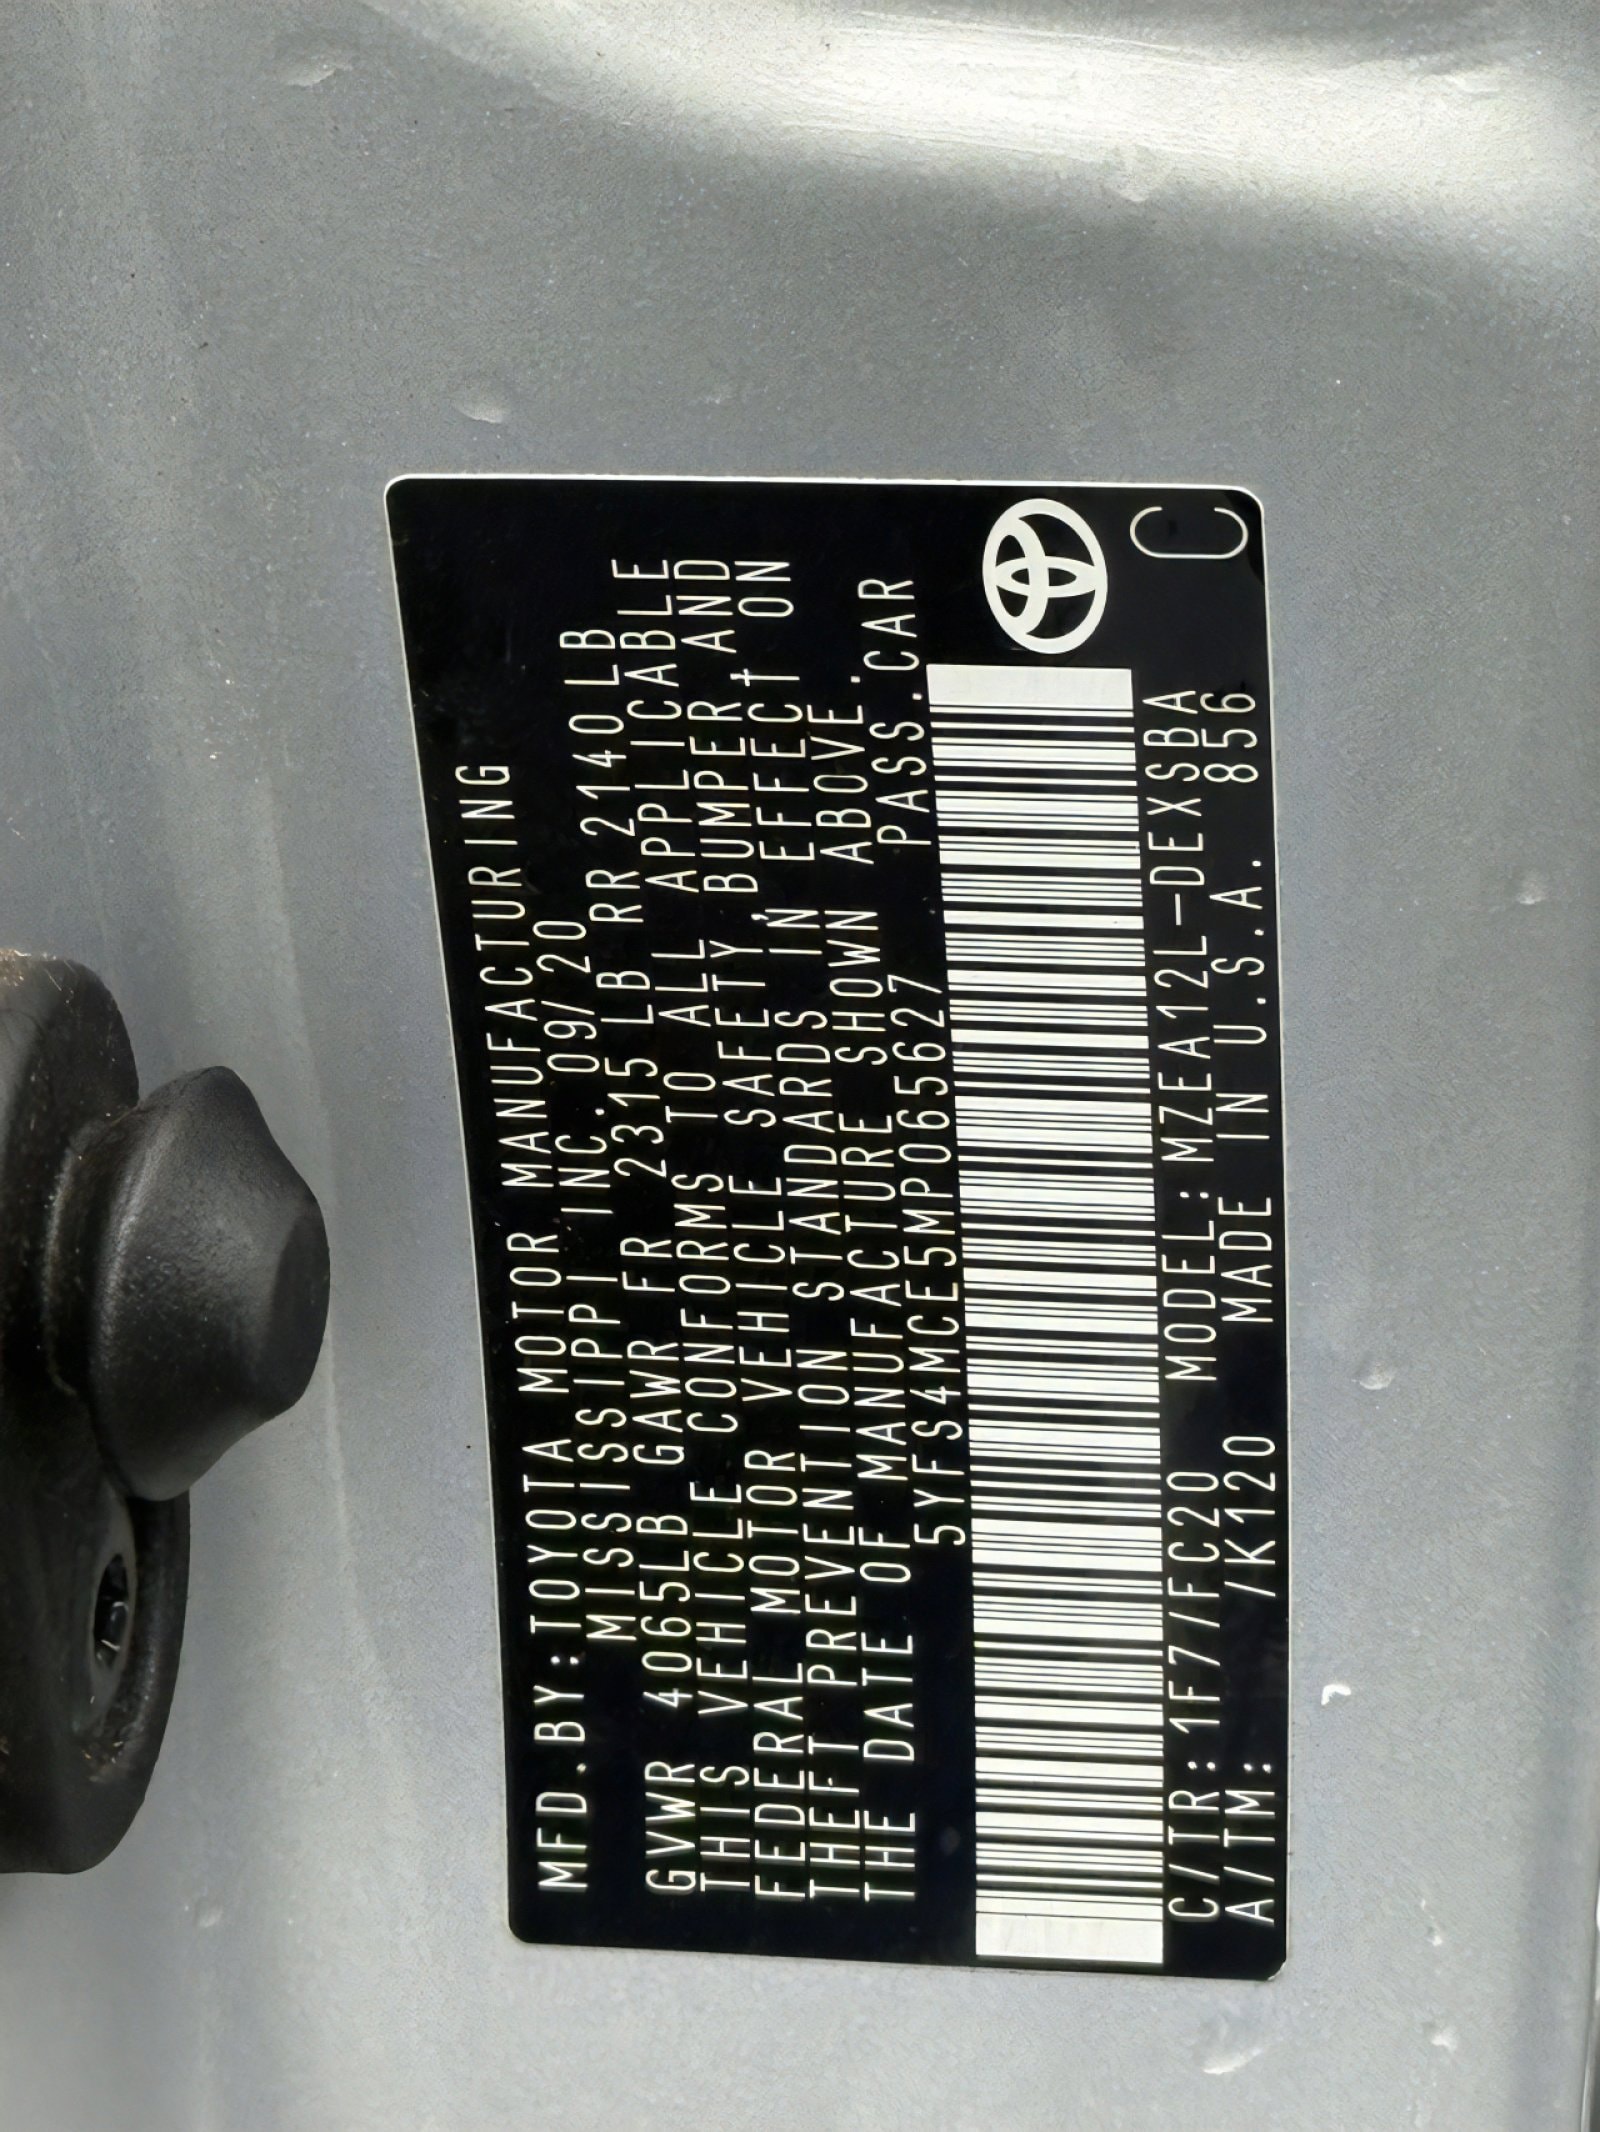 MFD.BY:TOYOTA MOTOR MANUFACTURING
MISSISSIPPI INC. 09/20
GVWR 4065LB GAWR FR 2315 LB RR 2140 LB
THIS VEHICLE CONFORMS TO ALL APPLICABLE
FEDERAL MOTOR VEHICLE SAFETY, BUMPER, AND
THEFT PREVENTION STANDARDS IN EFFECT ON
THE DATE OF MANUFACTURE SHOWN ABOVE.
5YFS4MCE5MP065627 PASS.CAR
C/TR:1F7/FC20 MODEL:MZEA12L-DEXSBA
A/TM: /K120 MADE IN U.S.A. 856
C